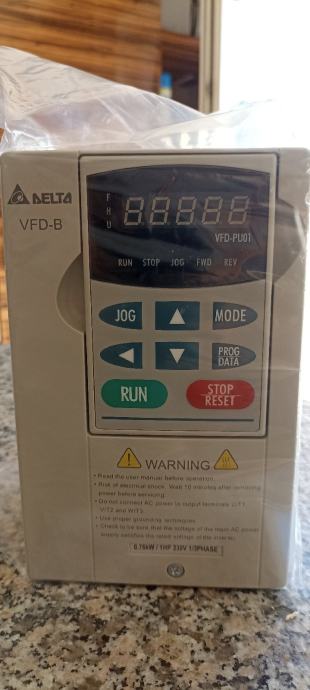 DELTA
VFD-B
F
H
U
88888
VFD-PU01
RUN STOP JOG FWD REV
JOG
MODE
PROG
DATA
RUN
STOP
RESET
WARNING
• Read the user manual before operation.
• Risk of electrical shock. Wait 10 minutes after removing
power before servicing.
• Do not connect AC power to output terminals U/T1,
V/T2 and W/T3.
• Use proper grounding techniques.
• Check to be sure that the voltage of the input AC power
supply satisfies the rated voltage of the inverter.
0.75kW / 1HP 230V 1/3PHASE